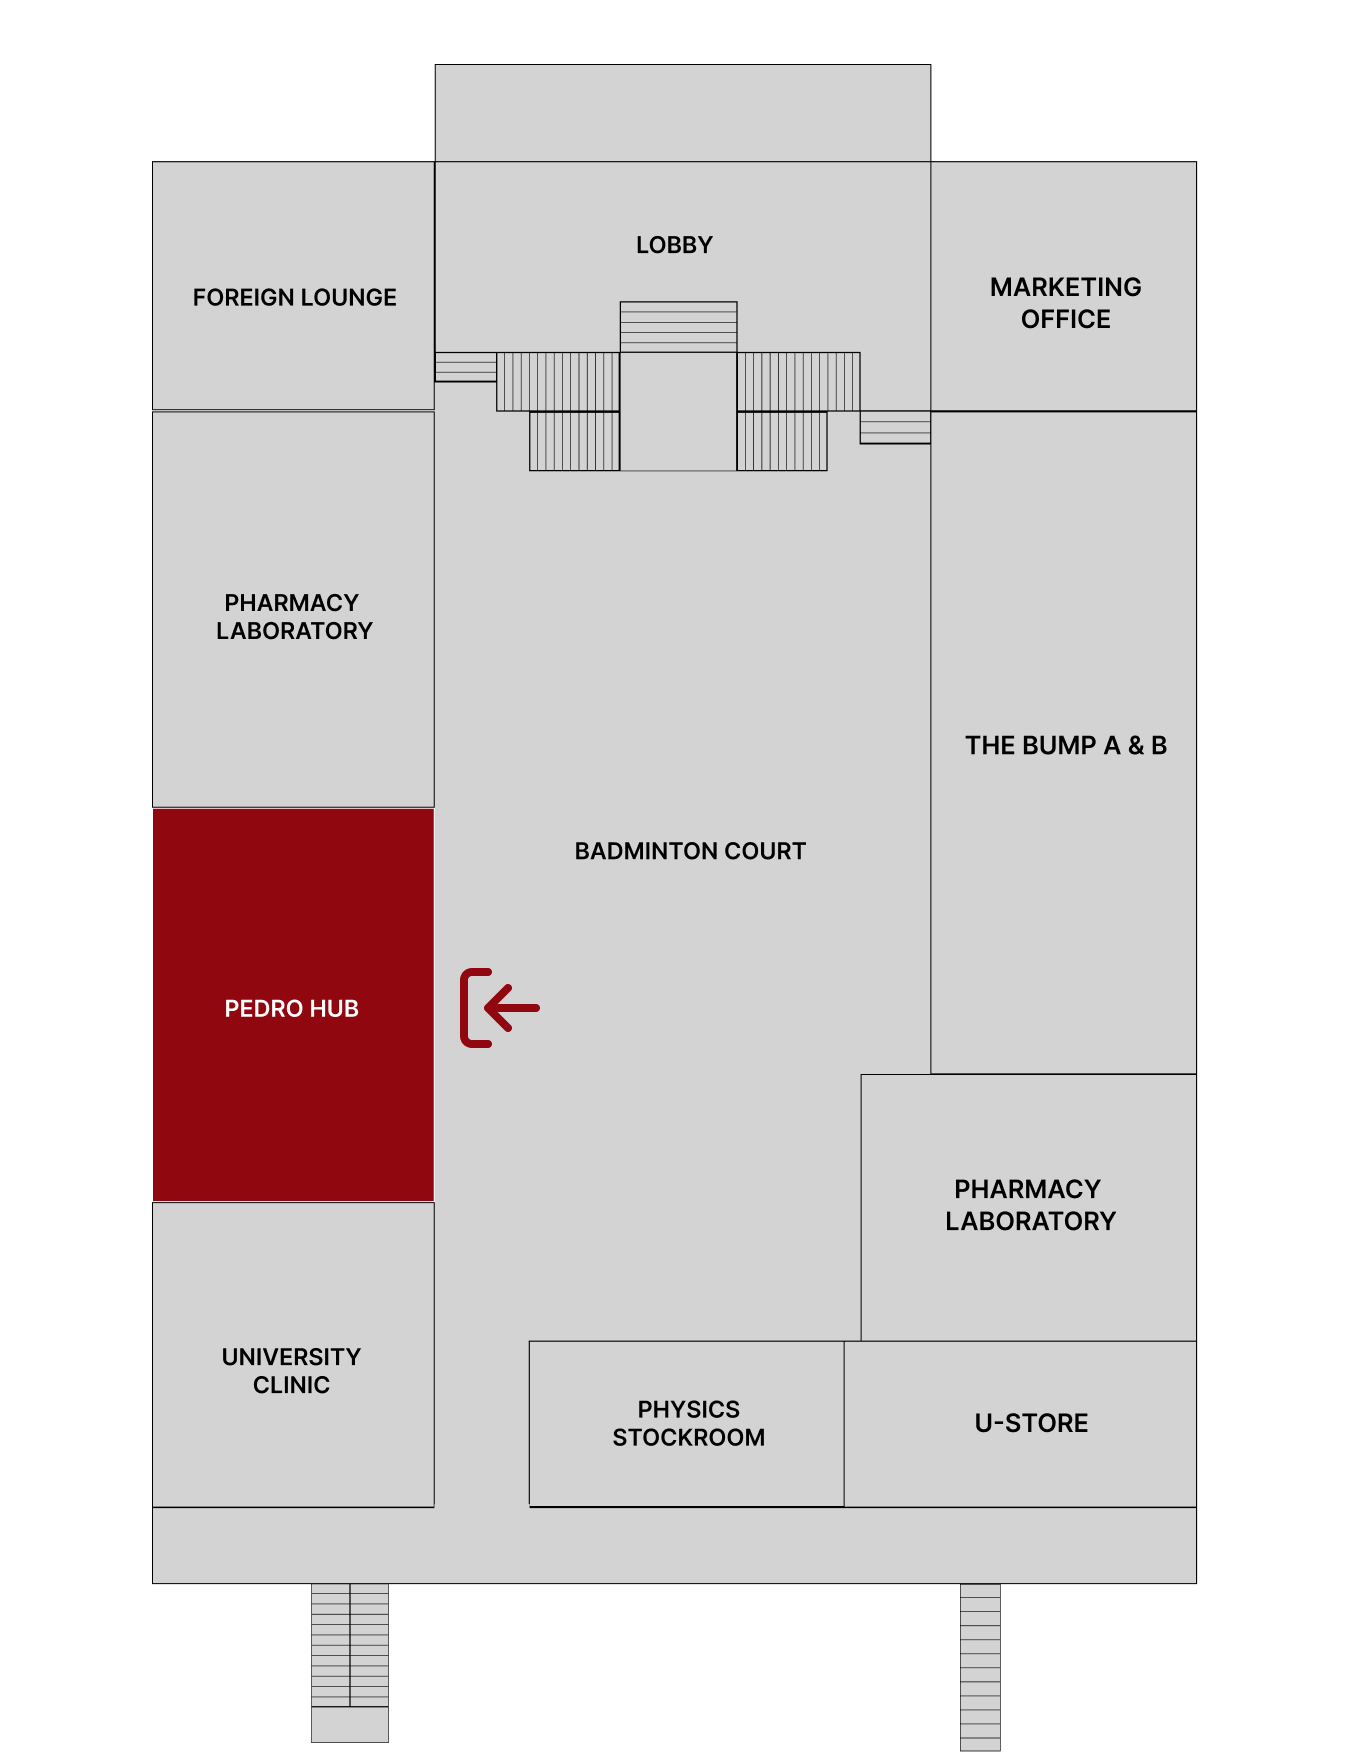 LOBBY
FOREIGN LOUNGE
MARKETING
OFFICE
PHARMACY
LABORATORY
THE BUMP A & B
BADMINTON COURT
PEDRO HUB
PHARMACY
LABORATORY
UNIVERSITY
CLINIC
PHYSICS
STOCKROOM
U-STORE